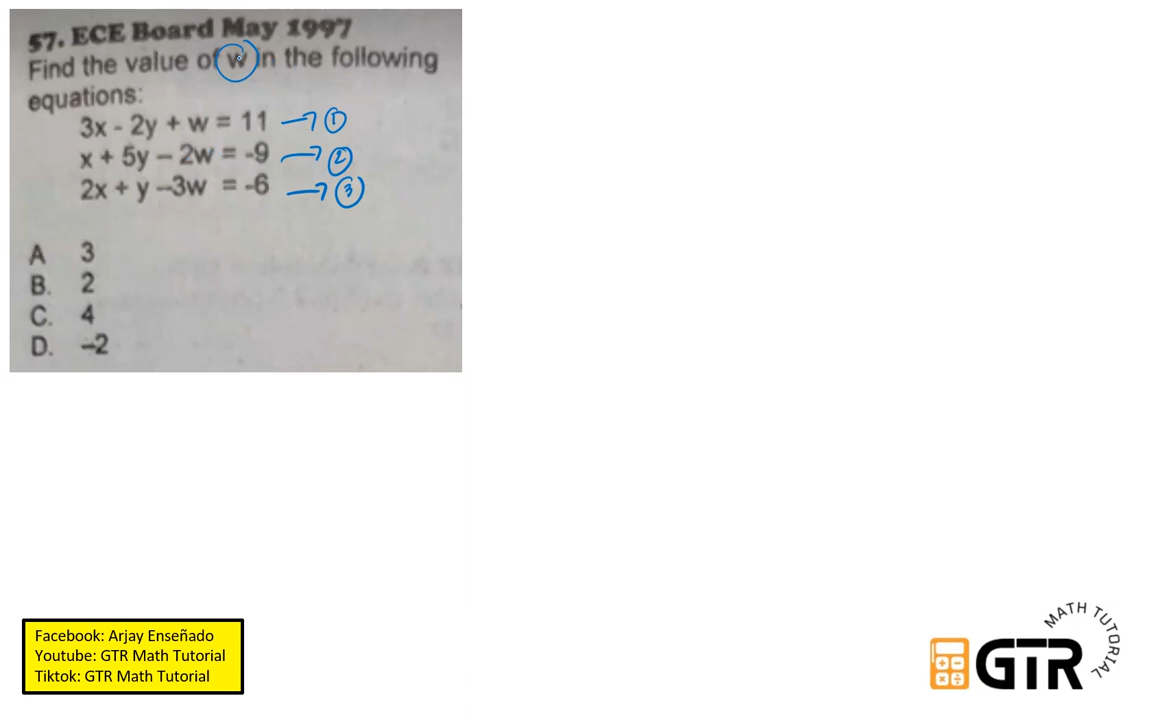 57. ECE Board May 1997
Find the value of w in the following
equations:
3x - 2y + w = 11 → ①
x + 5y – 2w = -9 → ②
2x + y –3w = -6 → ③
A 3
B. 2
C. 4
D. –2
Facebook: Arjay Enseñado
Youtube: GTR Math Tutorial
Tiktok: GTR Math Tutorial
MATH TUTORIAL
GTR